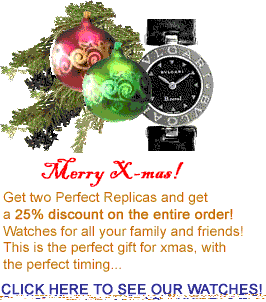 BVLGARI
BVLGARI
BVLGARI
Merry X-mas!
Get two Perfect Replicas and get
a 25% discount on the entire order!
Watches for all your family and friends!
This is the perfect gift for xmas, with
the perfect timing...
CLICK HERE TO SEE OUR WATCHES!